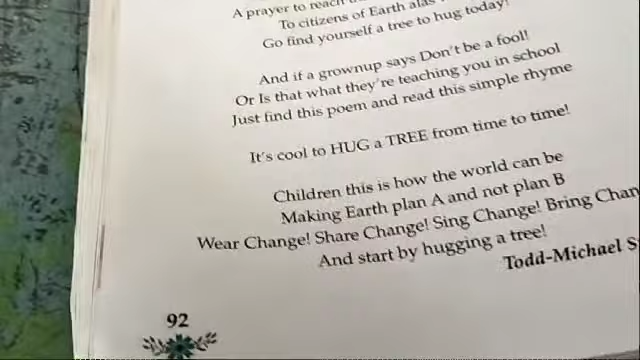 A prayer to reach
To citizens of Earth alas
Go find yourself a tree to hug today!
And if a grownup says Don't be a fool!
Or Is that what they're teaching you in school
Just find this poem and read this simple rhyme
It's cool to HUG a TREE from time to time!
Children this is how the world can be
Making Earth plan A and not plan B
Wear Change! Share Change! Sing Change! Bring
And start by hugging a tree!
Todd-Michael
92